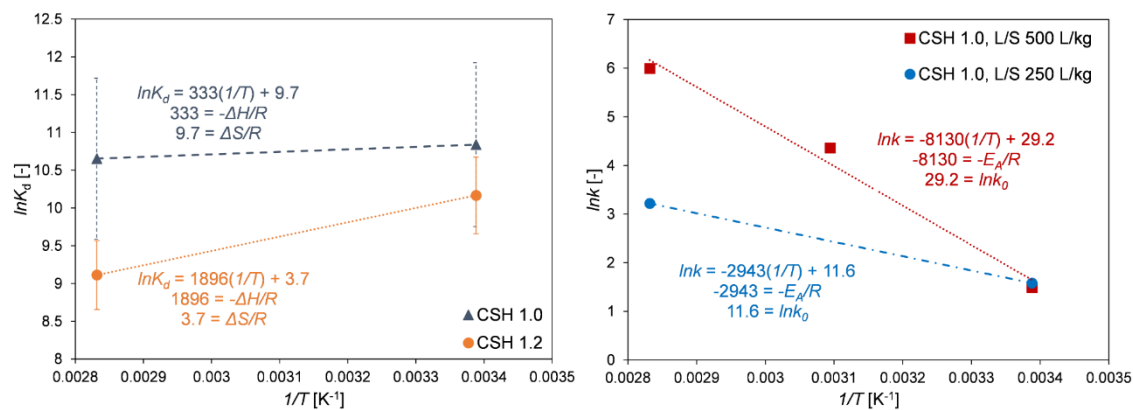 12.5
12
11.5
11
10.5
10
9.5
9
8.5
8
lnKd [-]
lnKd = 333(1/T) + 9.7
333 = -ΔH/R
9.7 = ΔS/R
lnKd = 1896(1/T) + 3.7
1896 = -ΔH/R
3.7 = ΔS/R
CSH 1.0
CSH 1.2
0.0028 0.0029 0.003 0.0031 0.0032 0.0033 0.0034 0.0035
1/T [K⁻¹]
7
6
5
4
3
2
1
0
lnk [-]
CSH 1.0, L/S 500 L/kg
CSH 1.0, L/S 250 L/kg
lnk = -8130(1/T) + 29.2
-8130 = -EA/R
29.2 = lnk0
lnk = -2943(1/T) + 11.6
-2943 = -EA/R
11.6 = lnk0
0.0028 0.0029 0.003 0.0031 0.0032 0.0033 0.0034 0.0035
1/T [K⁻¹]